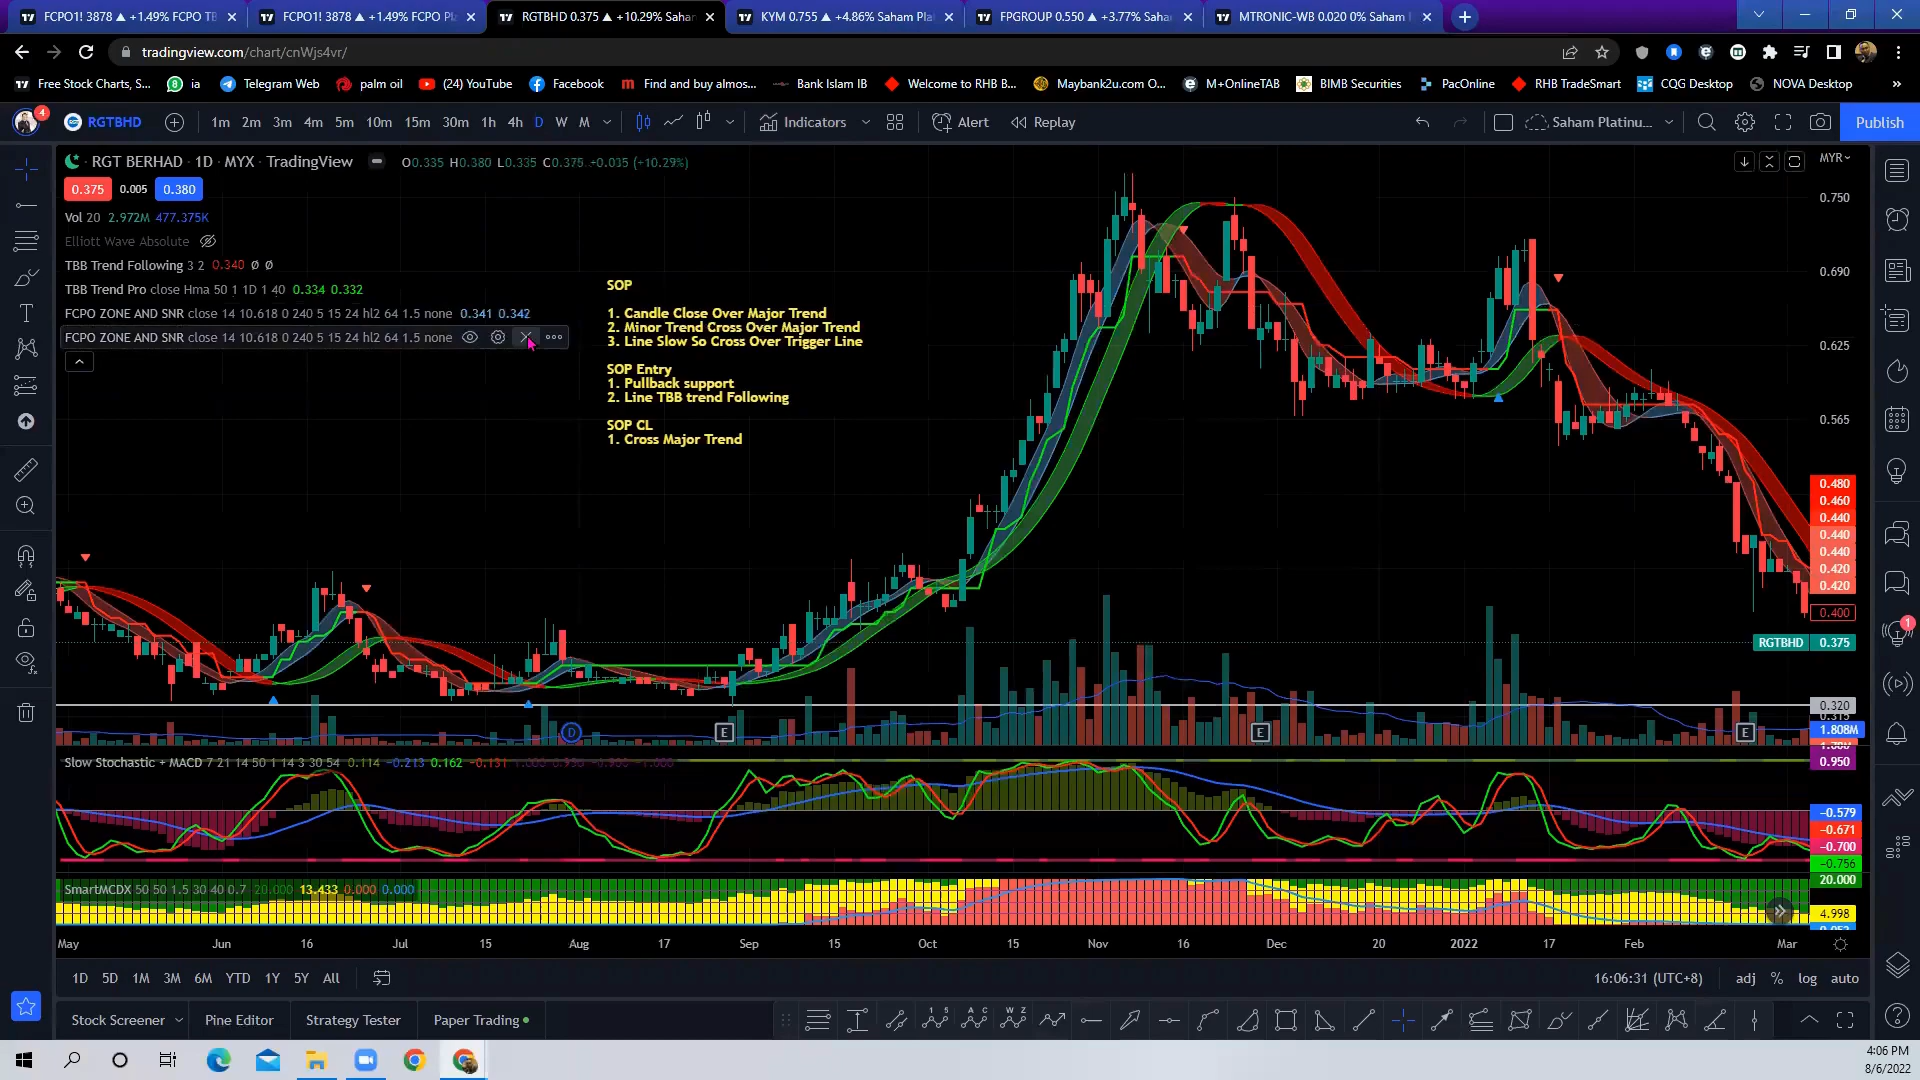 FCPO1! 3878 ▲ +1.49% FCPO TB
FCPO1! 3878 ▲ +1.49% FCPO Pl
RGTBHD 0.375 ▲ +10.29% Saha
KYM 0.755 ▲ +4.86% Saham Pla
FPGROUP 0.550 ▲ +3.77% Saha
MTRONIC-WB 0.020 0% Saham
tradingview.com/chart/cnWjs4vr/
Free Stock Charts, S...
ia
Telegram Web
palm oil
(24) YouTube
Facebook
Find and buy almos...
Bank Islam IB
Welcome to RHB B...
Maybank2u.com O...
M+OnlineTAB
BIMB Securities
PacOnline
RHB TradeSmart
CQG Desktop
NOVA Desktop
4
RGTBHD
1m 2m 3m 4m 5m 10m 15m 30m 1h 4h D W M
Indicators
Alert
Replay
Saham Platinu...
Publish
RGT BERHAD · 1D · MYX · TradingView
O0.335 H0.380 L0.335 C0.375 +0.035 (+10.29%)
MYR
0.375 0.005 0.380
Vol 20 2.972M 477.375K
Elliott Wave Absolute
TBB Trend Following 3 2 0.340 Ø Ø
TBB Trend Pro close Hma 50 1 1D 1 40 0.334 0.332
FCPO ZONE AND SNR close 14 10.618 0 240 5 15 24 hl2 64 1.5 none 0.341 0.342
FCPO ZONE AND SNR close 14 10.618 0 240 5 15 24 hl2 64 1.5 none
SOP
1. Candle Close Over Major Trend
2. Minor Trend Cross Over Major Trend
3. Line Slow So Cross Over Trigger Line
SOP Entry
1. Pullback support
2. Line TBB trend Following
SOP CL
1. Cross Major Trend
0.750
0.690
0.625
0.565
0.480
0.460
0.440
0.440
0.440
0.420
0.420
0.400
RGTBHD 0.375
0.320
0.315
1.808M
D
E
E
E
Slow Stochastic + MACD 7 21 14 50 1 14 3 30 54 0.114 −0.213 0.162 −0.131
0.950
−0.579
−0.671
−0.700
−0.756
SmartMCDX 50 50 1.5 30 40 0.7 20.000 13.433 0.000 0.000
20.000
4.998
May Jun 16 Jul 15 Aug 17 Sep 15 Oct 15 Nov 16 Dec 20 2022 17 Feb Mar
1D 5D 1M 3M 6M YTD 1Y 5Y All
16:06:31 (UTC+8)
adj % log auto
1
Stock Screener
Pine Editor
Strategy Tester
Paper Trading
4:06 PM
8/6/2022